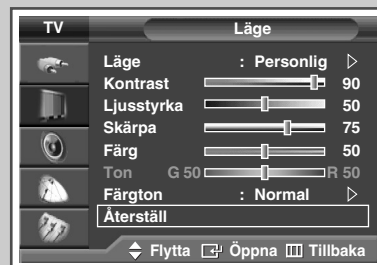 TV Läge
Läge : Personlig
Kontrast 90
Ljusstyrka 50
Skärpa 75
Färg 50
Ton G 50 R 50
Färgton : Normal
Återställ
Flytta Öppna Tillbaka